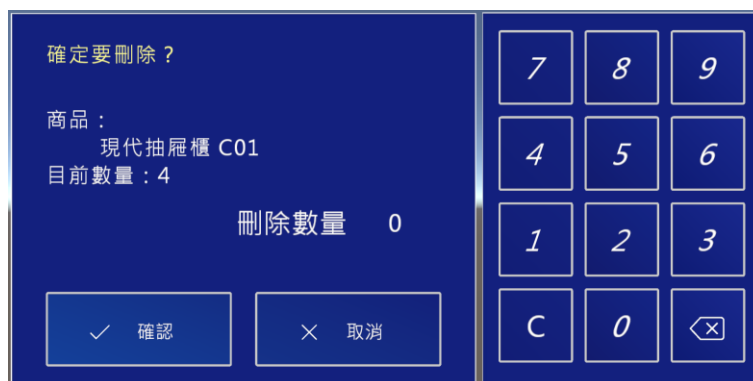 確定要刪除？
商品：
現代抽屜櫃 C01
目前數量：4
刪除數量 0
確認 取消
7 8 9
4 5 6
1 2 3
C 0